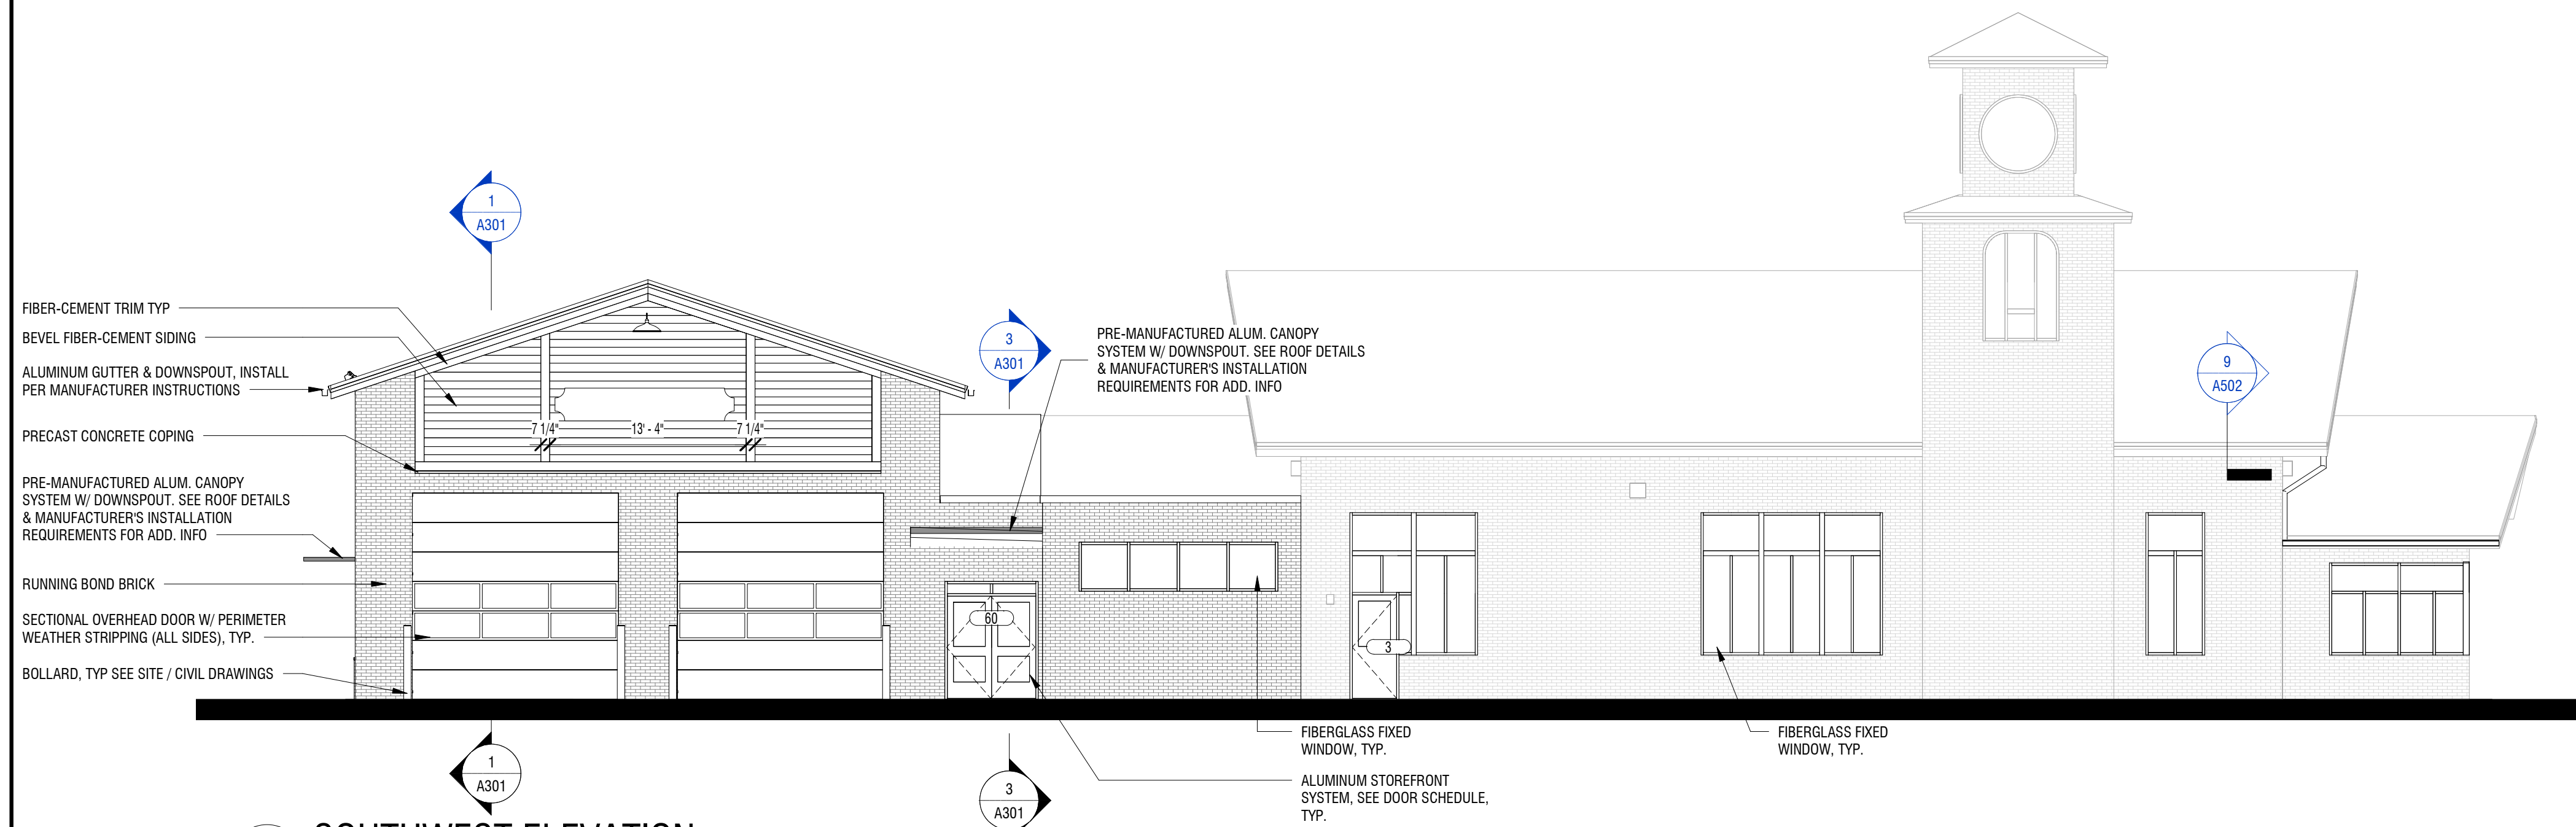 1
A301
FIBER-CEMENT TRIM TYP
BEVEL FIBER-CEMENT SIDING
ALUMINUM GUTTER & DOWNSPOUT, INSTALL
PER MANUFACTURER INSTRUCTIONS
PRECAST CONCRETE COPING
PRE-MANUFACTURED ALUM. CANOPY
SYSTEM W/ DOWNSPOUT. SEE ROOF DETAILS
& MANUFACTURER'S INSTALLATION
REQUIREMENTS FOR ADD. INFO
RUNNING BOND BRICK
SECTIONAL OVERHEAD DOOR W/ PERIMETER
WEATHER STRIPPING (ALL SIDES), TYP.
BOLLARD, TYP SEE SITE / CIVIL DRAWINGS
7 1/4"
13' - 4"
7 1/4"
3
A301
PRE-MANUFACTURED ALUM. CANOPY
SYSTEM W/ DOWNSPOUT. SEE ROOF DETAILS
& MANUFACTURER'S INSTALLATION
REQUIREMENTS FOR ADD. INFO
9
A502
60
3
FIBERGLASS FIXED
WINDOW, TYP.
FIBERGLASS FIXED
WINDOW, TYP.
ALUMINUM STOREFRONT
SYSTEM, SEE DOOR SCHEDULE,
TYP.
1
A301
3
A301
SOUTHWEST ELEVATION